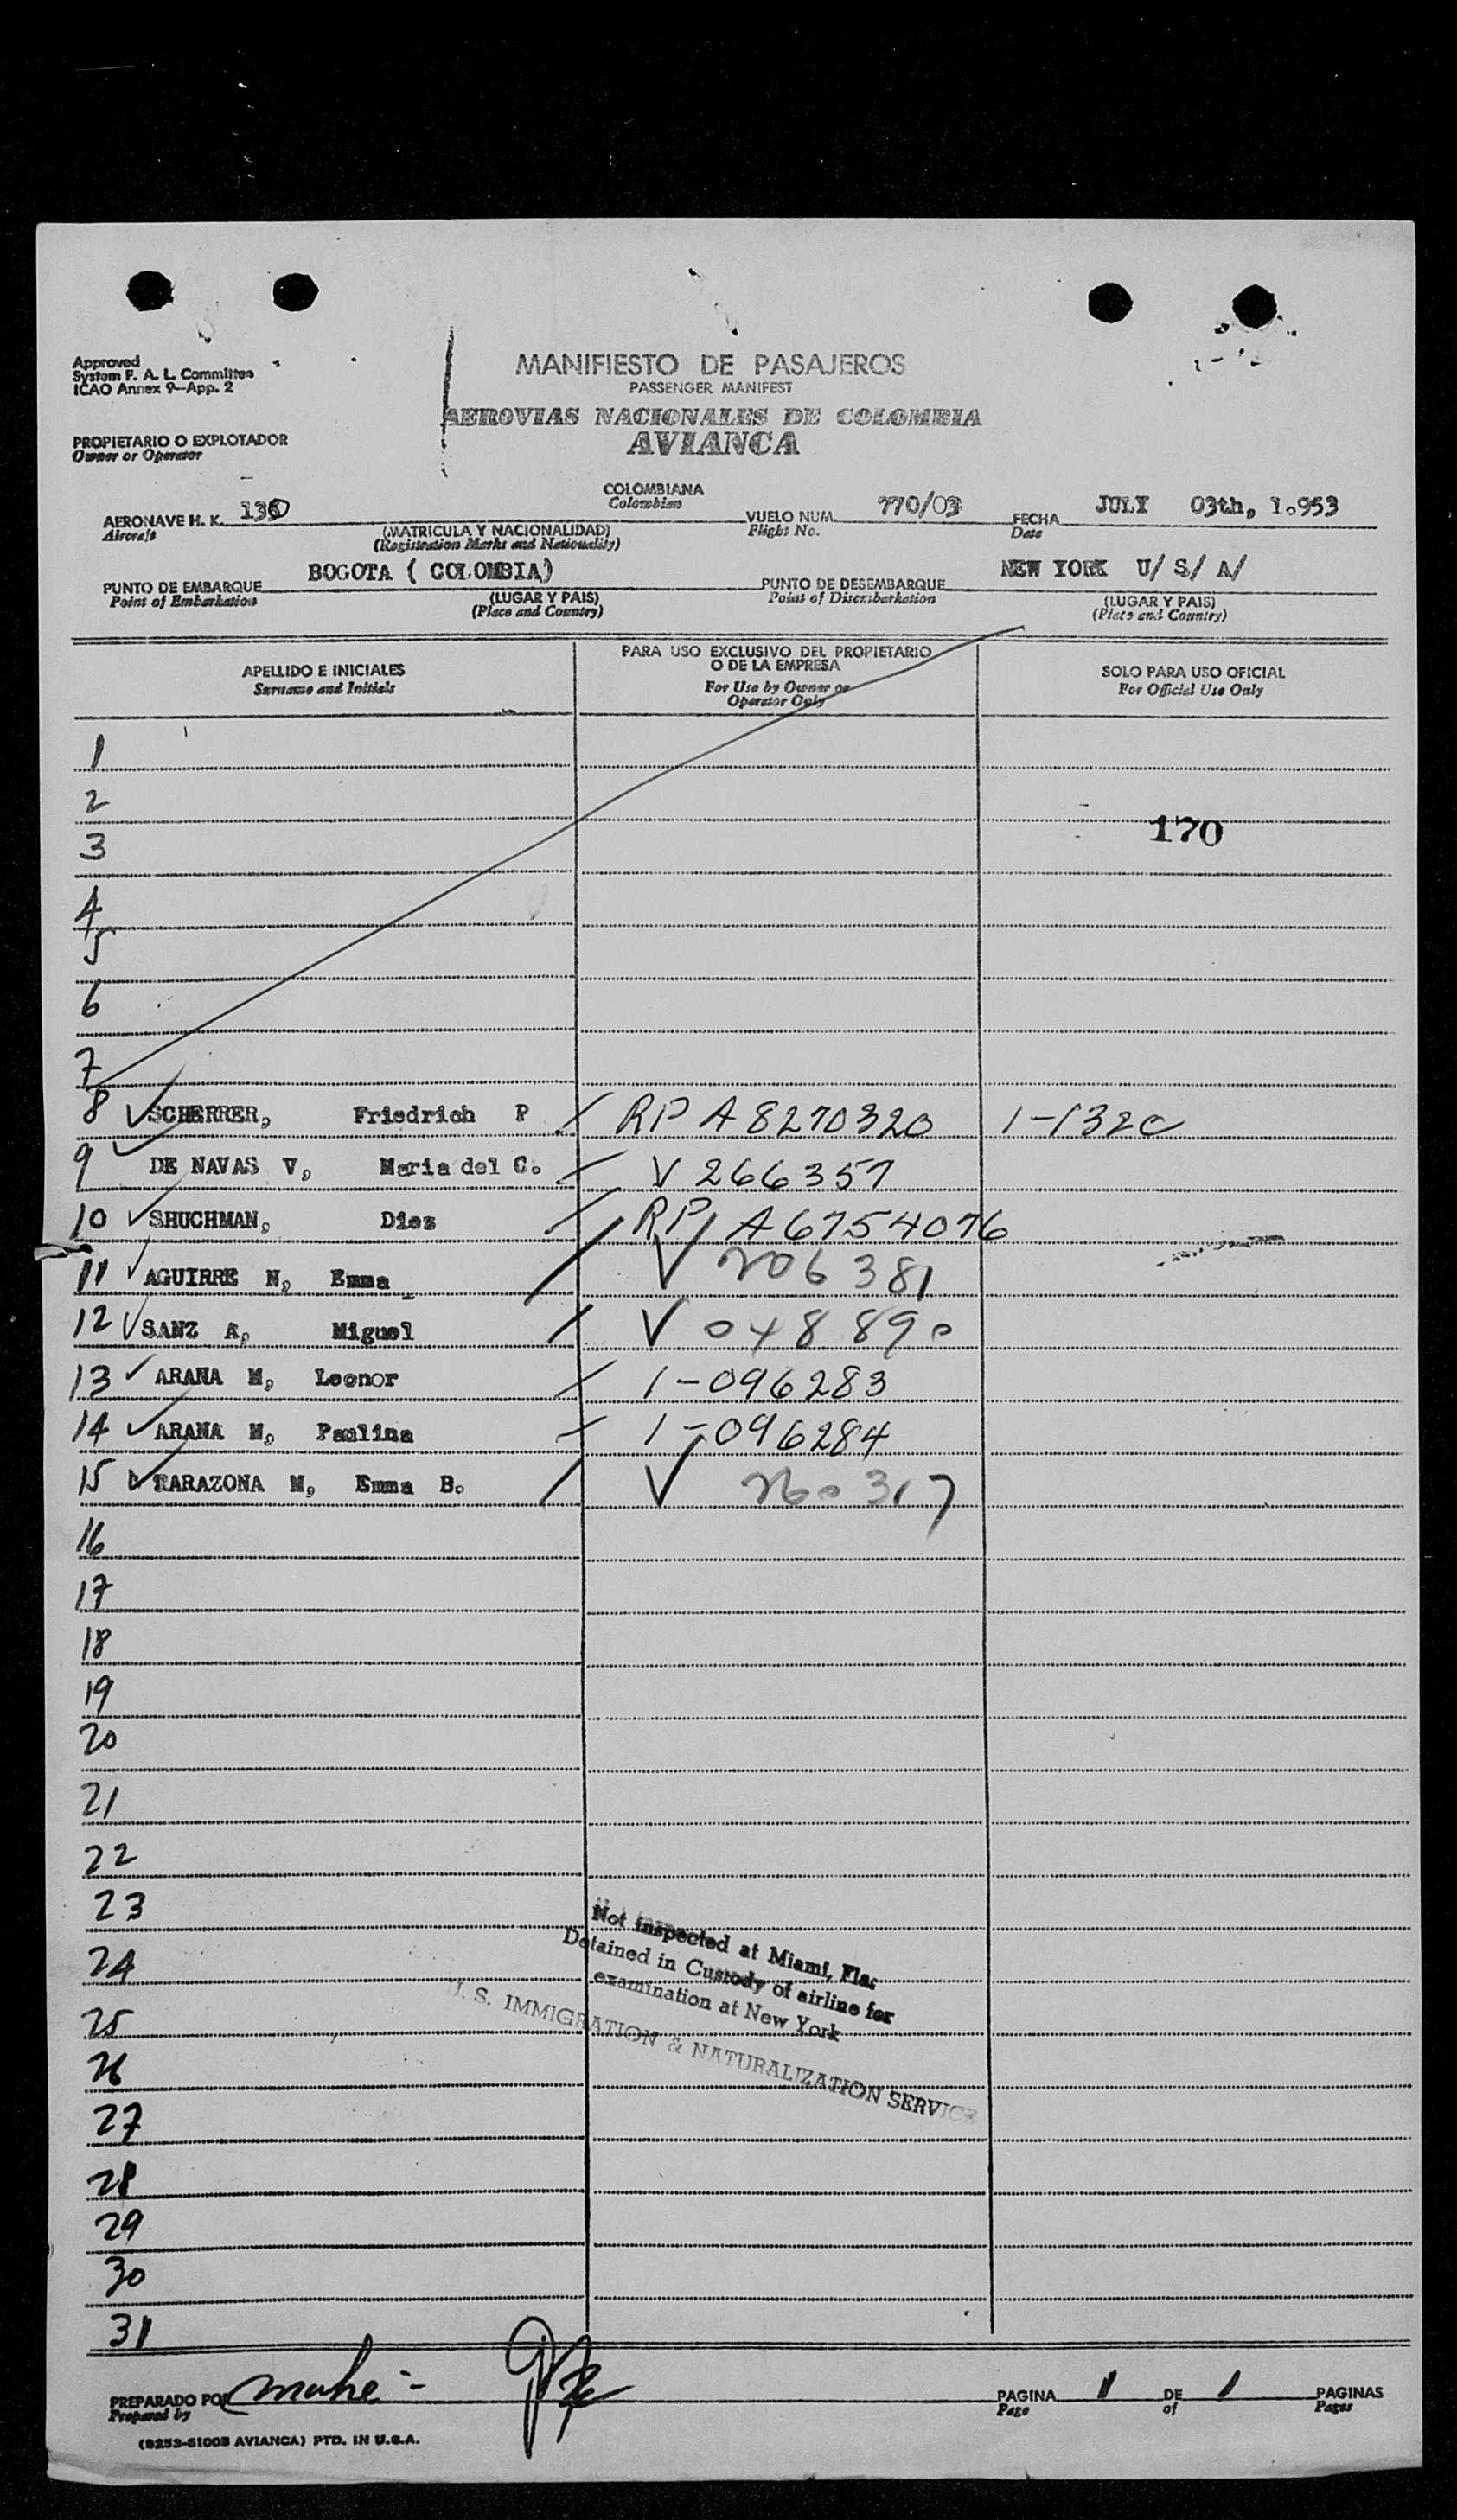 Approved
System F. A. L. Committee
ICAO Annex 9-App. 2
MANIFIESTO DE PASAJEROS
PASSENGER MANIFEST
AEROVIAS NACIONALES DE COLOMBIA
AVIANCA
PROPIETARIO O EXPLOTADOR
Owner or Operator
COLOMBIANA
Colombian
AERONAVE H. K. 130 VUELO NUM. 770/03 FECHA JULY 03th, 1.953
Aircraft (MATRICULA Y NACIONALIDAD) Flight No. Date
(Registration Marks and Nationality)
PUNTO DE EMBARQUE BOGOTA ( COLOMBIA) PUNTO DE DESEMBARQUE NEW YORK U/ S/ A/
Point of Embarkation (LUGAR Y PAIS) Point of Disembarkation (LUGAR Y PAIS)
(Place and Country) (Place and Country)
APELLIDO E INICIALES
Surname and Initials
PARA USO EXCLUSIVO DEL PROPIETARIO
O DE LA EMPRESA
For Use by Owner or
Operator Only
SOLO PARA USO OFICIAL
For Official Use Only
1
2
3 170
4
5
6
7
8 SCHERRER, Friedrich P RP A8270320 1-132c
9 DE NAVAS V, Maria del C. V 266357
10 SHUCHMAN, Diez RP A6754076
11 AGUIRRE N, Emma V 206381
12 SANZ A, Miguel V 048890
13 ARANA M, Leonor 1-096283
14 ARANA M, Paulina 1-096284
15 TARAZONA M, Emma B. V 260317
16
17
18
19
20
21
22
23
24
25
26
27
28
29
30
31
Not inspected at Miami, Fla.
Detained in Custody of airline for
examination at New York
U. S. IMMIGRATION & NATURALIZATION SERVICE
PREPARADO POR PAGINA 1 DE 1 PAGINAS
Prepared by Page of Pages
(8253-61003 AVIANCA) PTD. IN U.S.A.